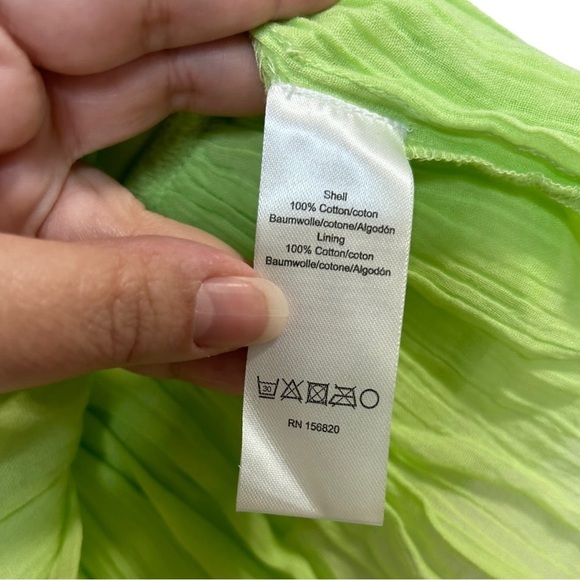 Shell
100% Cotton/coton
Baumwolle/cotone/Algodón
Lining
100% Cotton/coton
Baumwolle/cotone/Algodón
30
RN 156820